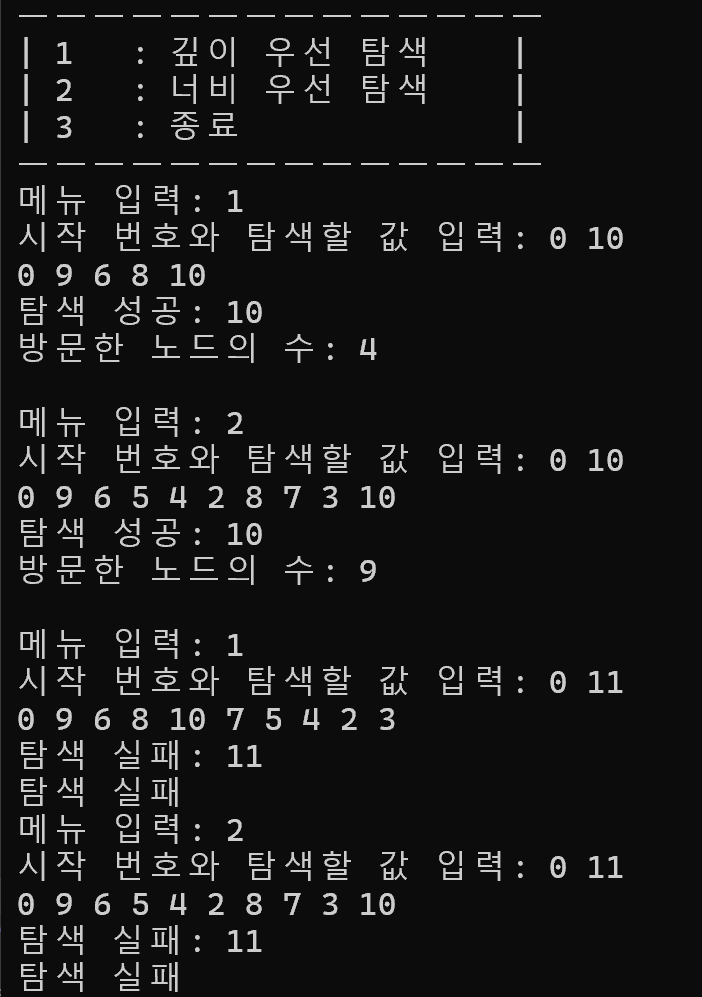 ――――――――――――――
| 1   : 깊이 우선 탐색    |
| 2   : 너비 우선 탐색    |
| 3   : 종료              |
――――――――――――――
메뉴 입력: 1
시작 번호와 탐색할 값 입력: 0 10
0 9 6 8 10
탐색 성공: 10
방문한 노드의 수: 4

메뉴 입력: 2
시작 번호와 탐색할 값 입력: 0 10
0 9 6 5 4 2 8 7 3 10
탐색 성공: 10
방문한 노드의 수: 9

메뉴 입력: 1
시작 번호와 탐색할 값 입력: 0 11
0 9 6 8 10 7 5 4 2 3
탐색 실패: 11
탐색 실패
메뉴 입력: 2
시작 번호와 탐색할 값 입력: 0 11
0 9 6 5 4 2 8 7 3 10
탐색 실패: 11
탐색 실패